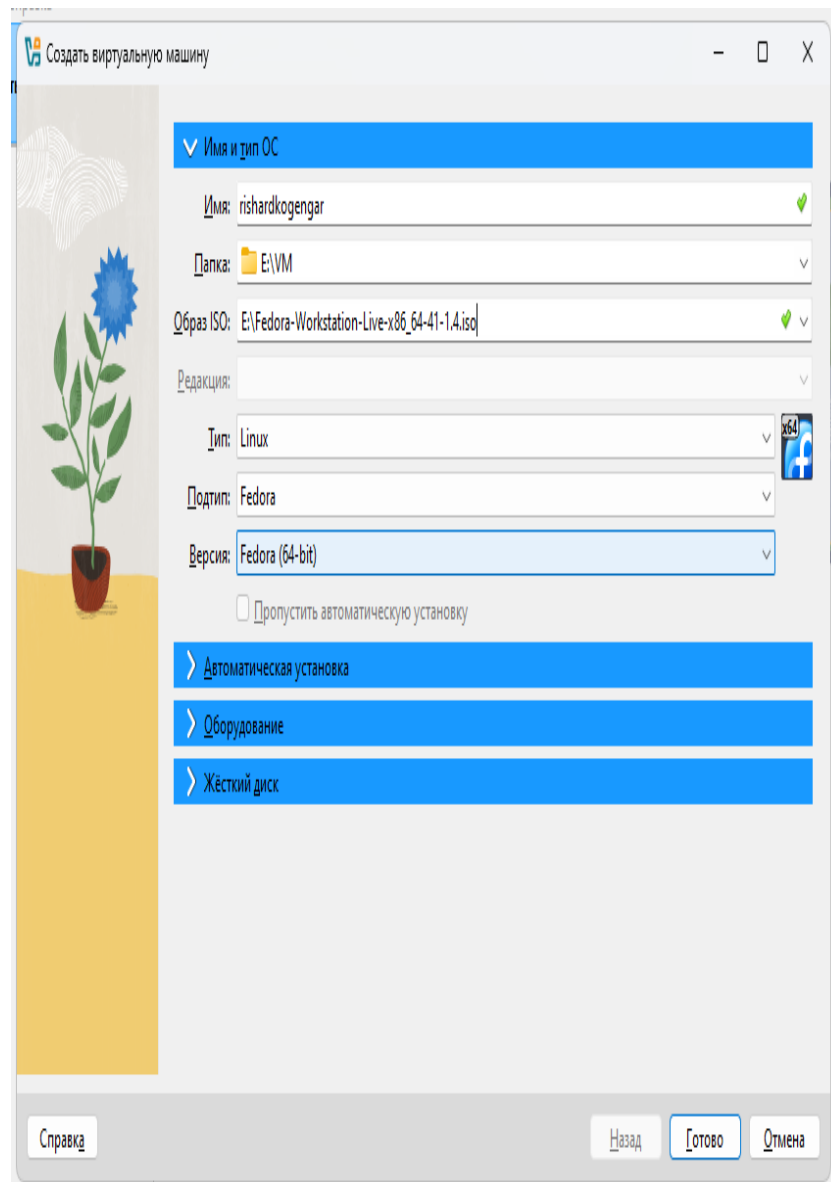 Создать виртуальную машину
Имя и тип ОС
Имя: rishardkogengar
Папка: E:\VM
Образ ISO: E:\Fedora-Workstation-Live-x86_64-41-1.4.iso
Редакция:
Тип: Linux
x64
Подтип: Fedora
Версия: Fedora (64-bit)
Пропустить автоматическую установку
Автоматическая установка
Оборудование
Жёсткий диск
Справка Назад Готово Отмена